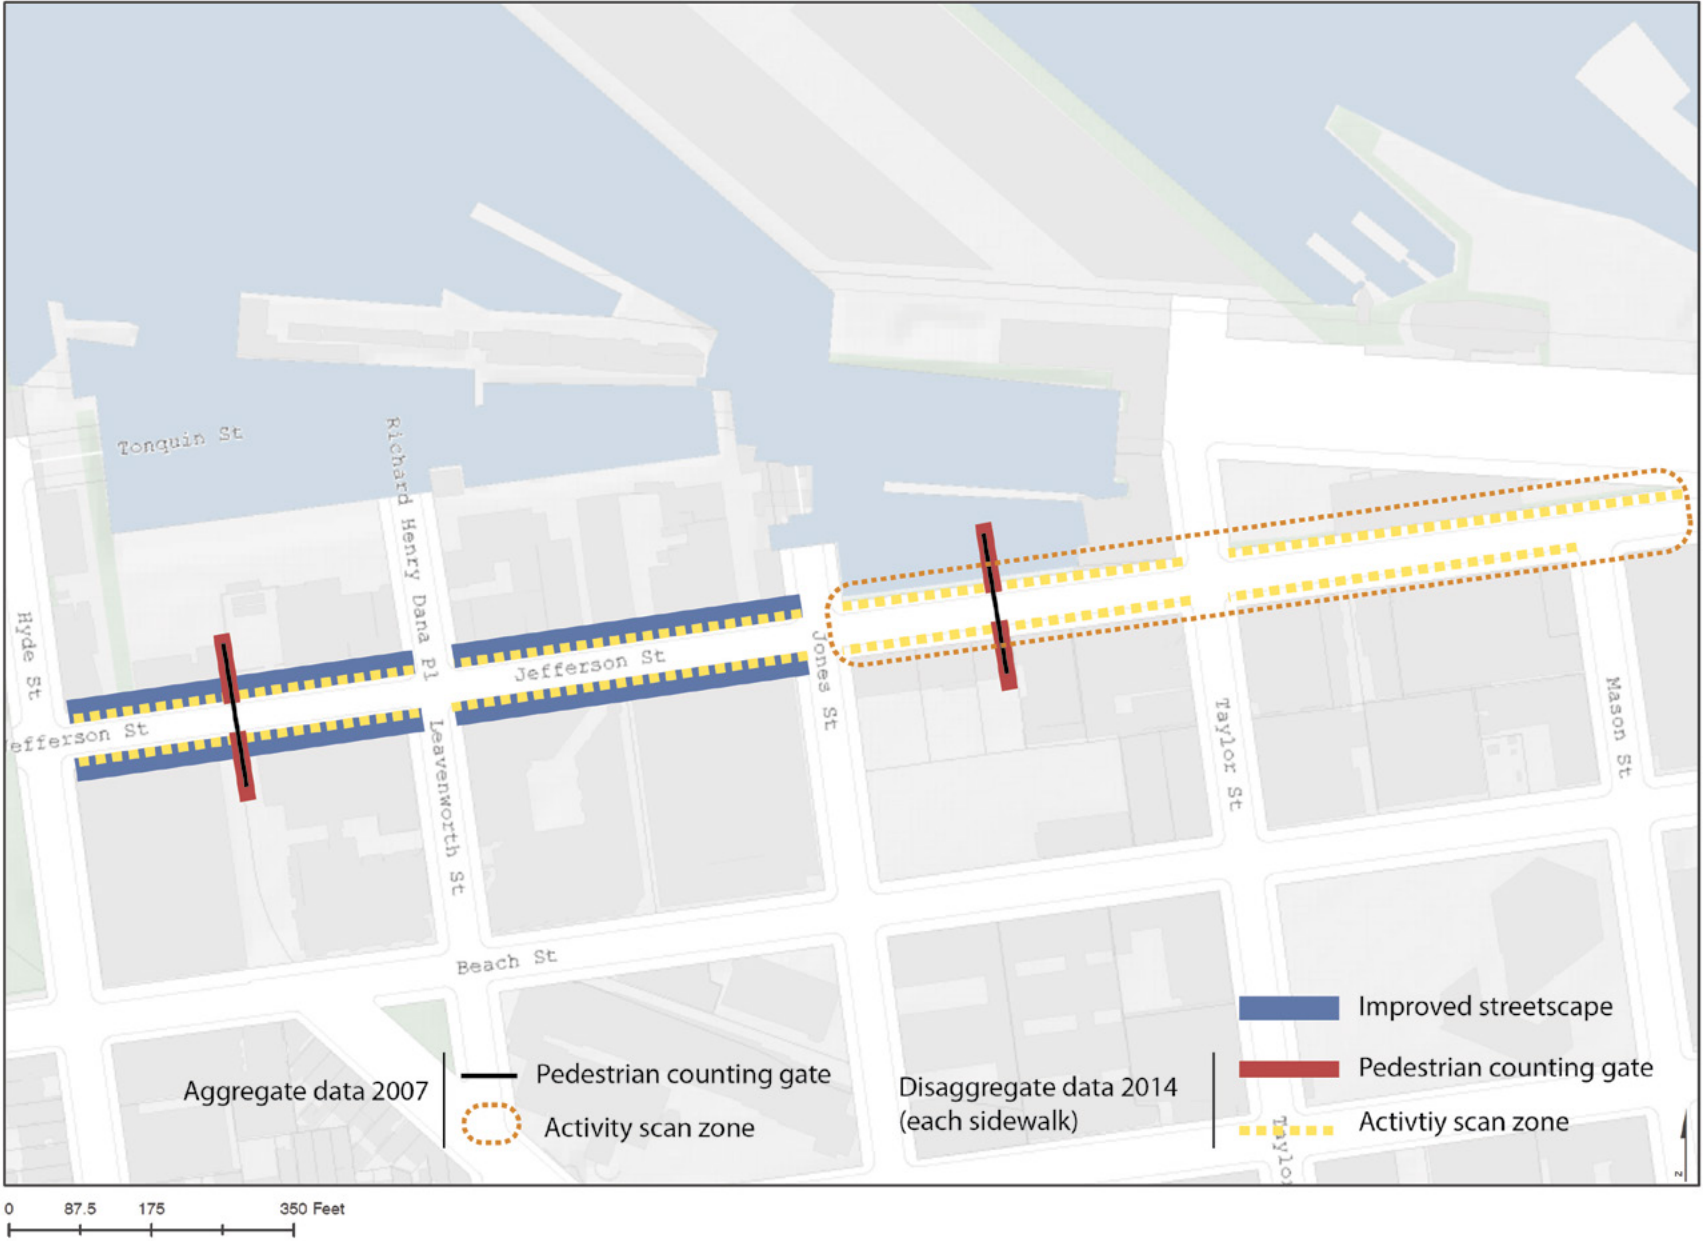 Tonquin St
Richard Henry Dana Pl
Hyde St
Jefferson St
efferson St
Jones St
Leavenworth St
Taylor St
Mason St
Beach St
Improved streetscape
Aggregate data 2007
Pedestrian counting gate
Activity scan zone
Disaggregate data 2014
(each sidewalk)
Pedestrian counting gate
Activtiy scan zone
Taylor
z
0 87.5 175 350 Feet